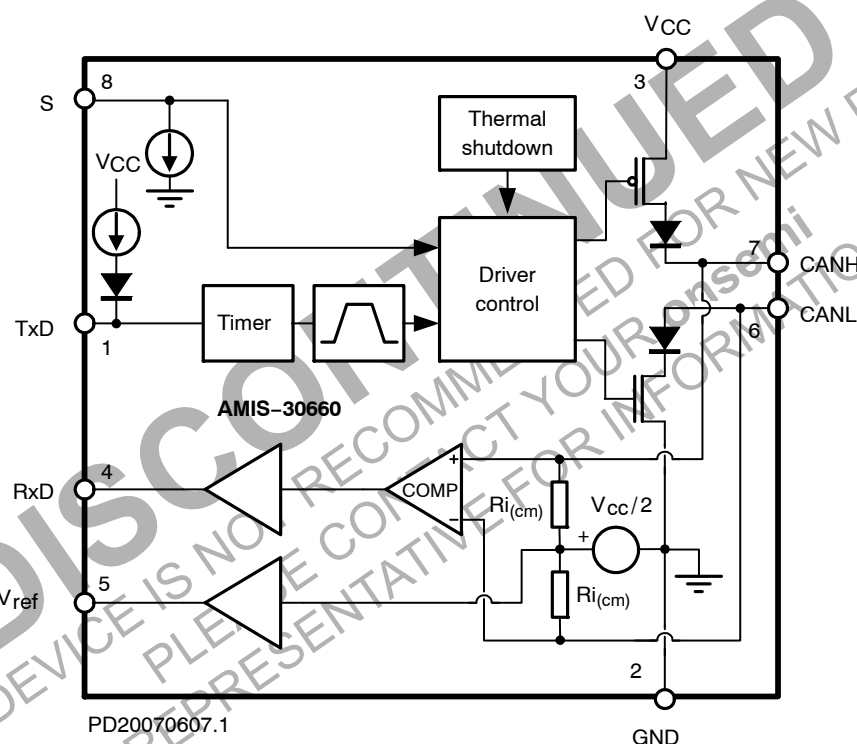 VCC
8
3
S
Thermal
shutdown
VCC
7
CANH
Driver
control
CANL
TxD
Timer
6
1
AMIS−30660
4
RxD
+
COMP
−
Ri(cm)
VCC/2
+
5
Vref
Ri(cm)
2
PD20070607.1
GND
DISCONTINUED
DEVICE IS NOT RECOMMENDED FOR NEW
PLEASE CONTACT YOUR onsemi
REPRESENTATIVE FOR INFORMATIO